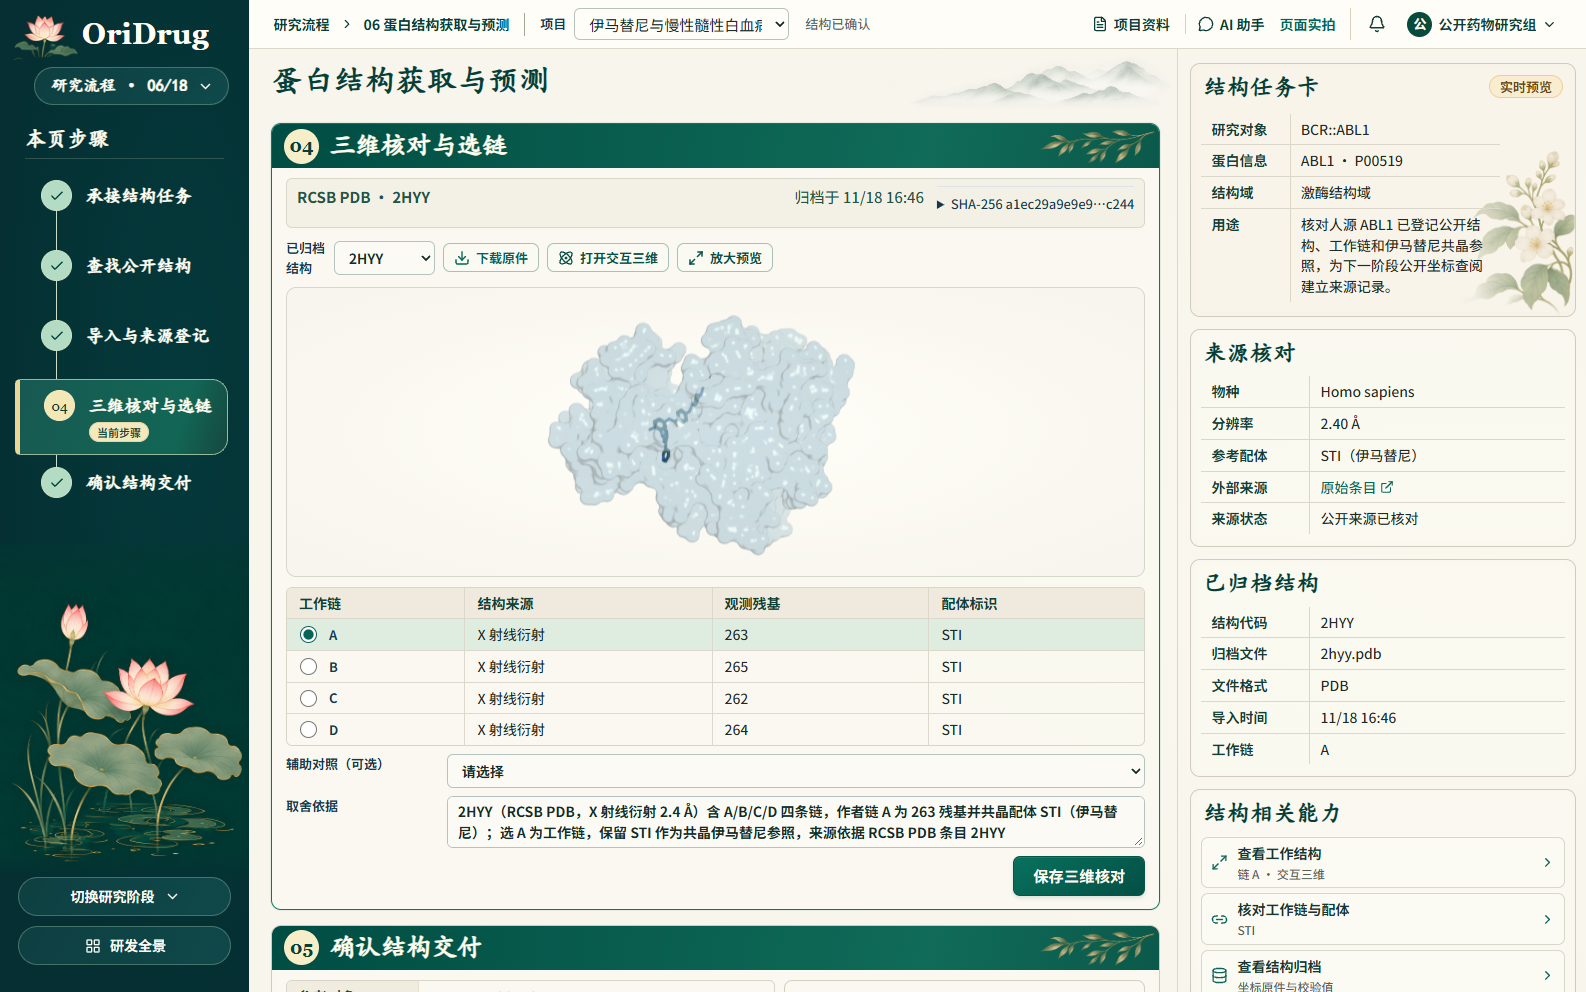 OriDrug
研究流程 • 06/18
本页步骤
承接结构任务
查找公开结构
导入与来源登记
04
三维核对与选链
当前步骤
确认结构交付
切换研究阶段
研发全景
研究流程 > 06 蛋白结构获取与预测
项目 伊马替尼与慢性髓性白血
结构已确认
项目资料
AI 助手
页面实拍
公 公开药物研究组
蛋白结构获取与预测
04 三维核对与选链
RCSB PDB • 2HYY
归档于 11/18 16:46
SHA-256 a1ec29a9e9e9···c244
已归档
结构
2HYY
下载原件
打开交互三维
放大预览
工作链 结构来源 观测残基 配体标识
A X 射线衍射 263 STI
B X 射线衍射 265 STI
C X 射线衍射 262 STI
D X 射线衍射 264 STI
辅助对照（可选）
请选择
取舍依据
2HYY（RCSB PDB，X 射线衍射 2.4 Å）含 A/B/C/D 四条链，作者链 A 为 263 残基并共晶配体 STI（伊马替
尼）；选 A 为工作链，保留 STI 作为共晶伊马替尼参照，来源依据 RCSB PDB 条目 2HYY
保存三维核对
05 确认结构交付
结构任务卡
实时预览
研究对象 BCR::ABL1
蛋白信息 ABL1 • P00519
结构域 激酶结构域
用途 核对人源 ABL1 已登记公开结
构、工作链和伊马替尼共晶参
照，为下一阶段公开坐标查阅
建立来源记录。
来源核对
物种 Homo sapiens
分辨率 2.40 Å
参考配体 STI（伊马替尼）
外部来源 原始条目
来源状态 公开来源已核对
已归档结构
结构代码 2HYY
归档文件 2hyy.pdb
文件格式 PDB
导入时间 11/18 16:46
工作链 A
结构相关能力
查看工作结构
链 A • 交互三维
核对工作链与配体
STI
查看结构归档
坐标原件与校验值